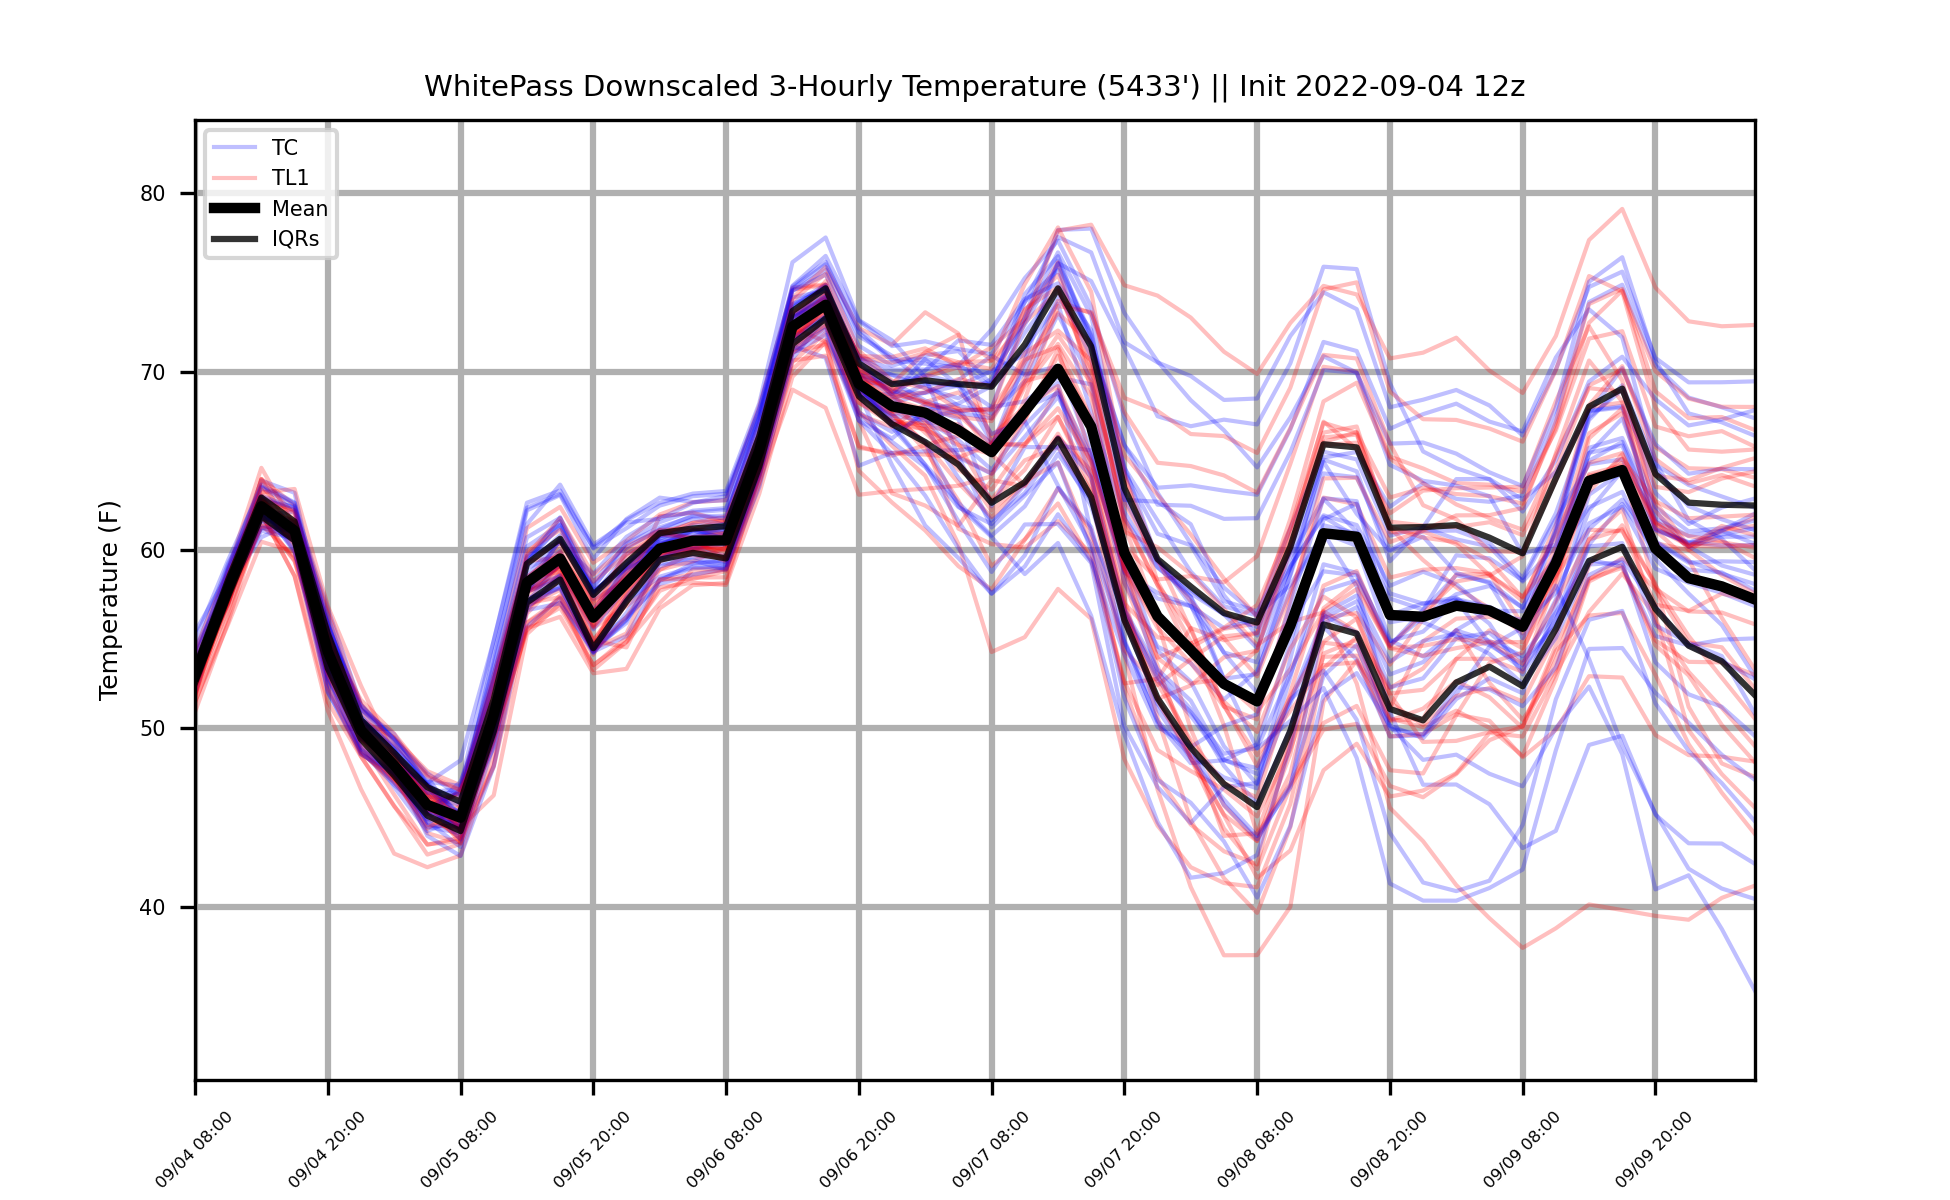 WhitePass Downscaled 3-Hourly Temperature (5433') || Init 2022-09-04 12z
TC
TL1
Mean
IQRs
Temperature (F)
80
70
60
50
40
09/04 08:00
09/04 20:00
09/05 08:00
09/05 20:00
09/06 08:00
09/06 20:00
09/07 08:00
09/07 20:00
09/08 08:00
09/08 20:00
09/09 08:00
09/09 20:00